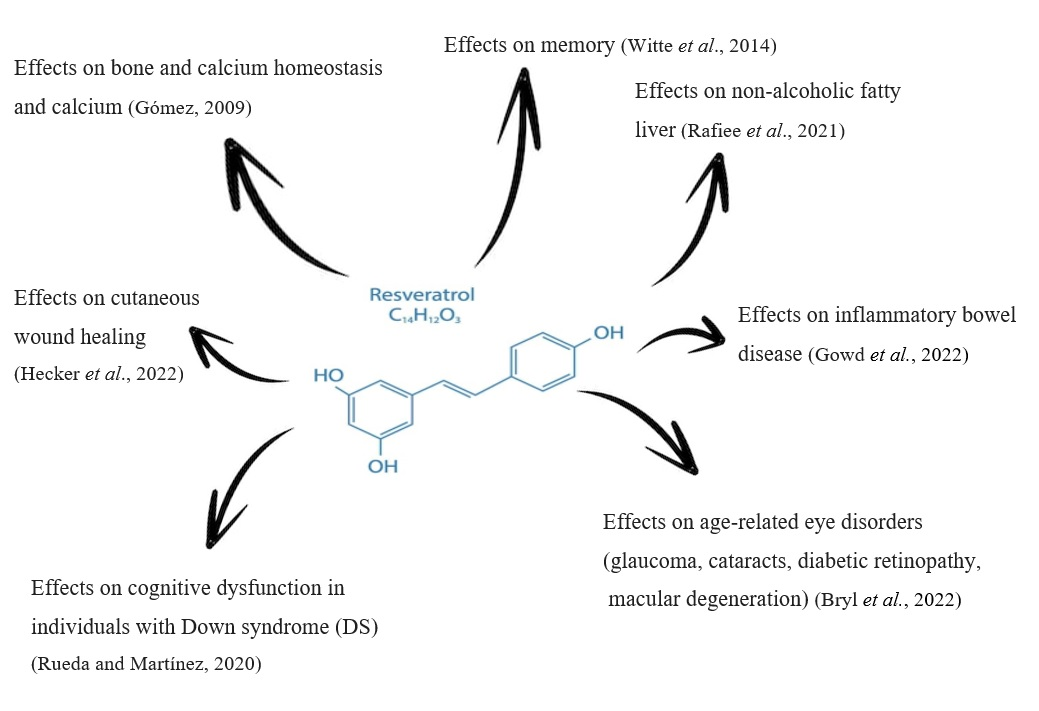 Effects on memory (Witte et al., 2014)
Effects on bone and calcium homeostasis
and calcium (Gómez, 2009)
Effects on non-alcoholic fatty
liver (Rafiee et al., 2021)
Effects on cutaneous
wound healing
(Hecker et al., 2022)
Resveratrol
C₁₄H₁₂O₃
Effects on inflammatory bowel
disease (Gowd et al., 2022)
OH
HO
OH
Effects on age-related eye disorders
(glaucoma, cataracts, diabetic retinopathy,
macular degeneration) (Bryl et al., 2022)
Effects on cognitive dysfunction in
individuals with Down syndrome (DS)
(Rueda and Martínez, 2020)